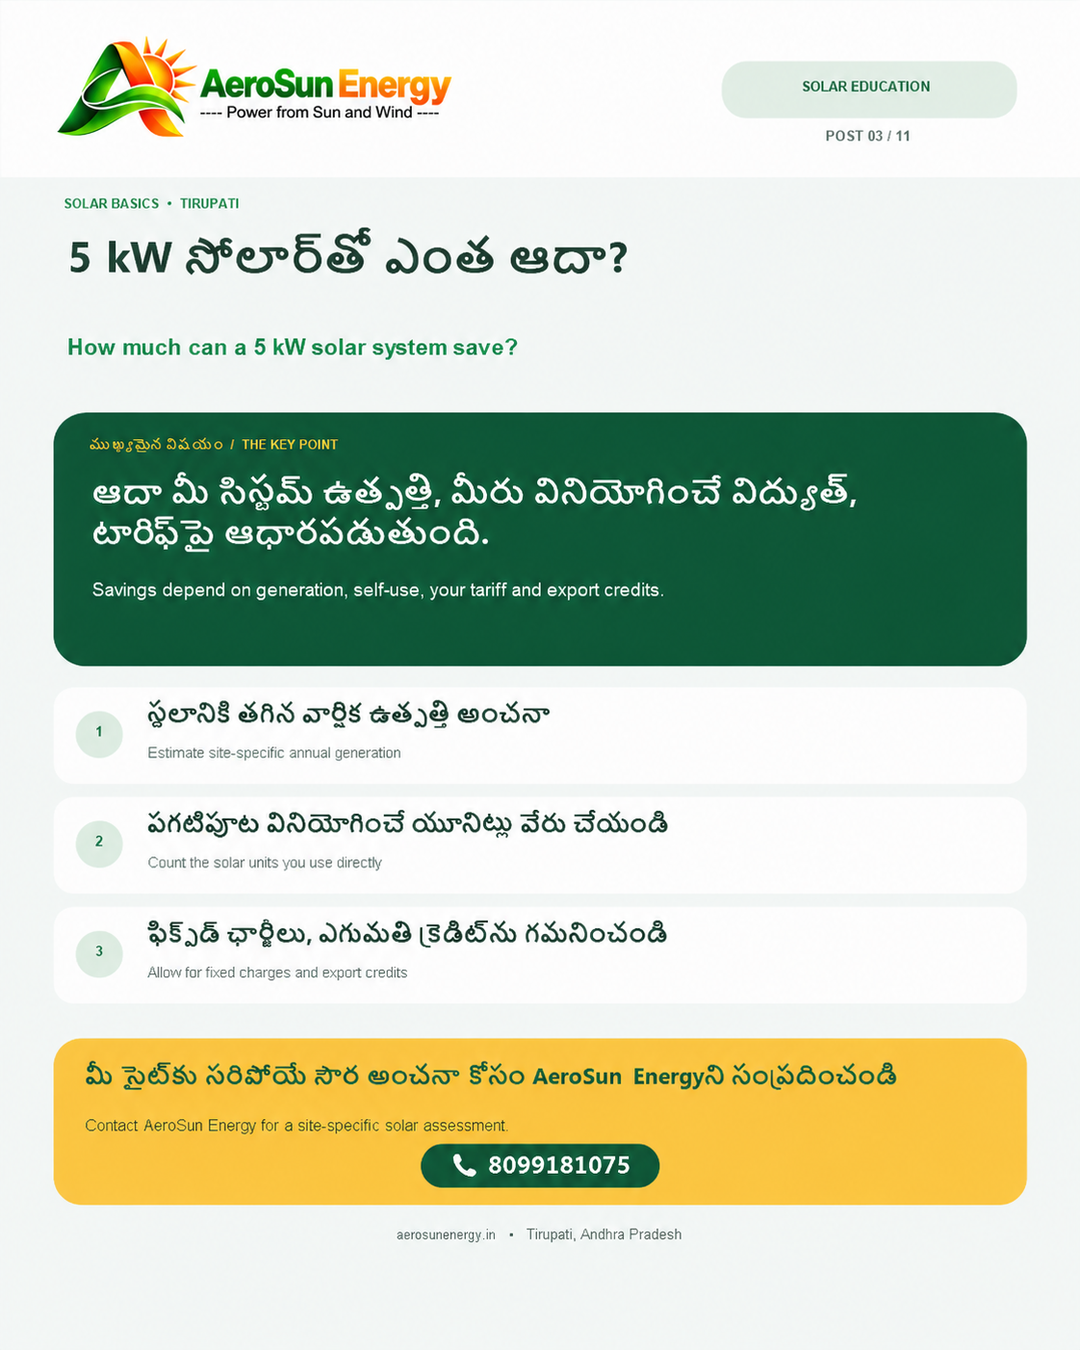 AeroSun Energy
---- Power from Sun and Wind ----
SOLAR EDUCATION
POST 03 / 11
SOLAR BASICS • TIRUPATI
5 kW సోలార్‌తో ఎంత ఆదా?
How much can a 5 kW solar system save?
ముఖ్యమైన విషయం / THE KEY POINT
ఆదా మీ సిస్టమ్ ఉత్పత్తి, మీరు వినియోగించే విద్యుత్,
టారిఫ్‌పై ఆధారపడుతుంది.
Savings depend on generation, self-use, your tariff and export credits.
1
స్థలానికి తగిన వార్షిక ఉత్పత్తి అంచనా
Estimate site-specific annual generation
2
పగటిపూట వినియోగించే యూనిట్లు వేరు చేయండి
Count the solar units you use directly
3
ఫిక్స్‌డ్ ఛార్జీలు, ఎగుమతి క్రెడిట్‌ను గమనించండి
Allow for fixed charges and export credits
మీ సైట్‌కు సరిపోయే సౌర అంచనా కోసం AeroSun Energyని సంప్రదించండి
Contact AeroSun Energy for a site-specific solar assessment.
8099181075
aerosunenergy.in • Tirupati, Andhra Pradesh